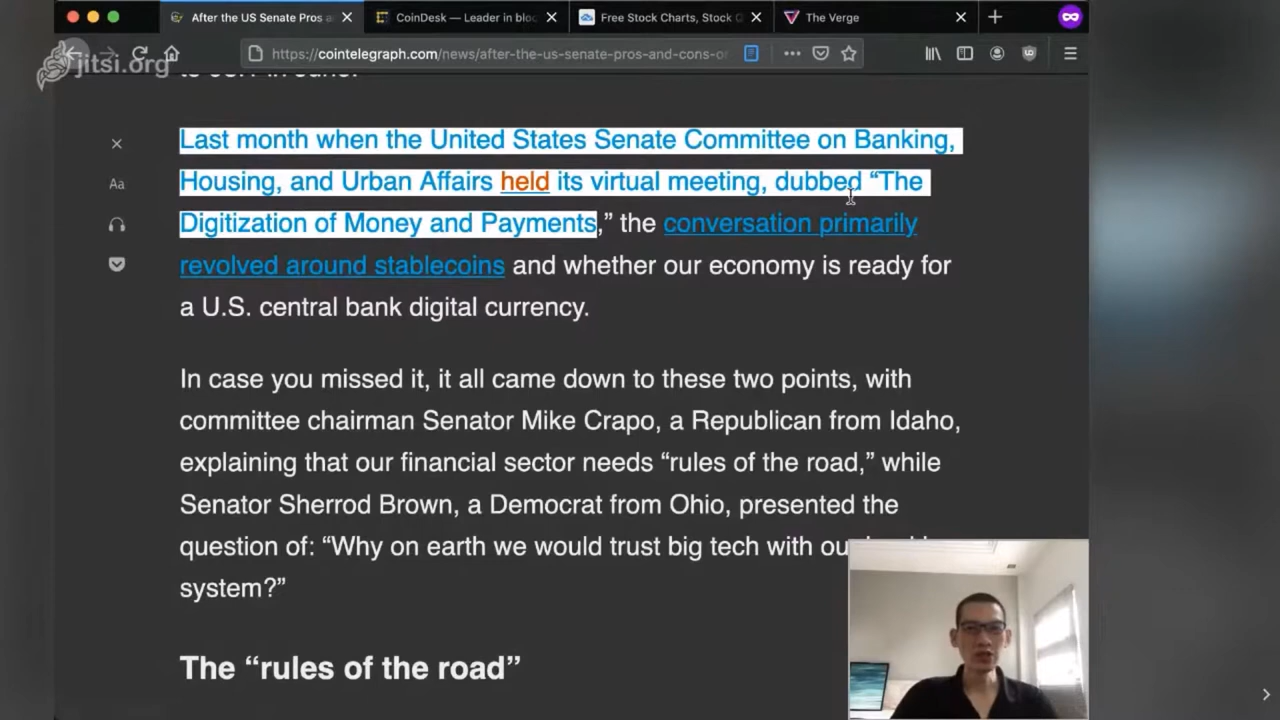 After the US Senate Pros a
CoinDesk — Leader in bloc
Free Stock Charts, Stock Q
The Verge
https://cointelegraph.com/news/after-the-us-senate-pros-and-cons-o
jitsi.org
Last month when the United States Senate Committee on Banking,
Housing, and Urban Affairs held its virtual meeting, dubbed “The
Aa
Digitization of Money and Payments,” the conversation primarily
revolved around stablecoins and whether our economy is ready for
a U.S. central bank digital currency.
In case you missed it, it all came down to these two points, with
committee chairman Senator Mike Crapo, a Republican from Idaho,
explaining that our financial sector needs “rules of the road,” while
Senator Sherrod Brown, a Democrat from Ohio, presented the
question of: “Why on earth we would trust big tech with our
system?”
The “rules of the road”